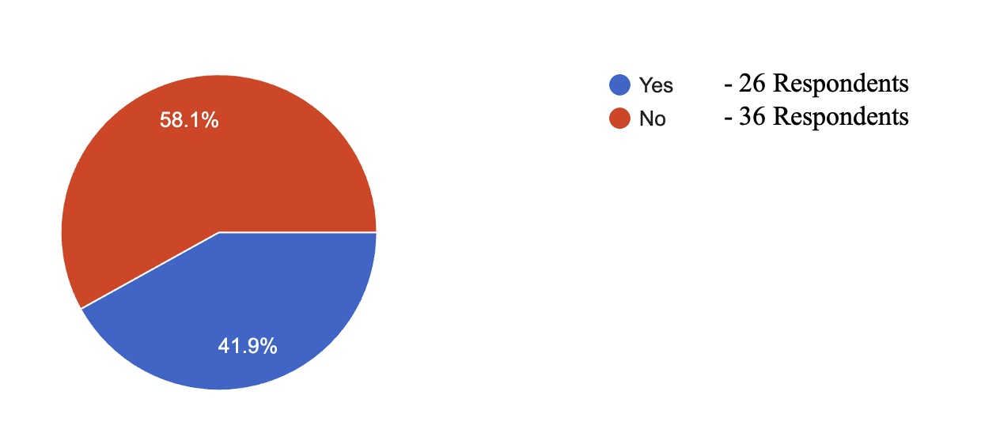 58.1%
41.9%
Yes - 26 Respondents
No - 36 Respondents